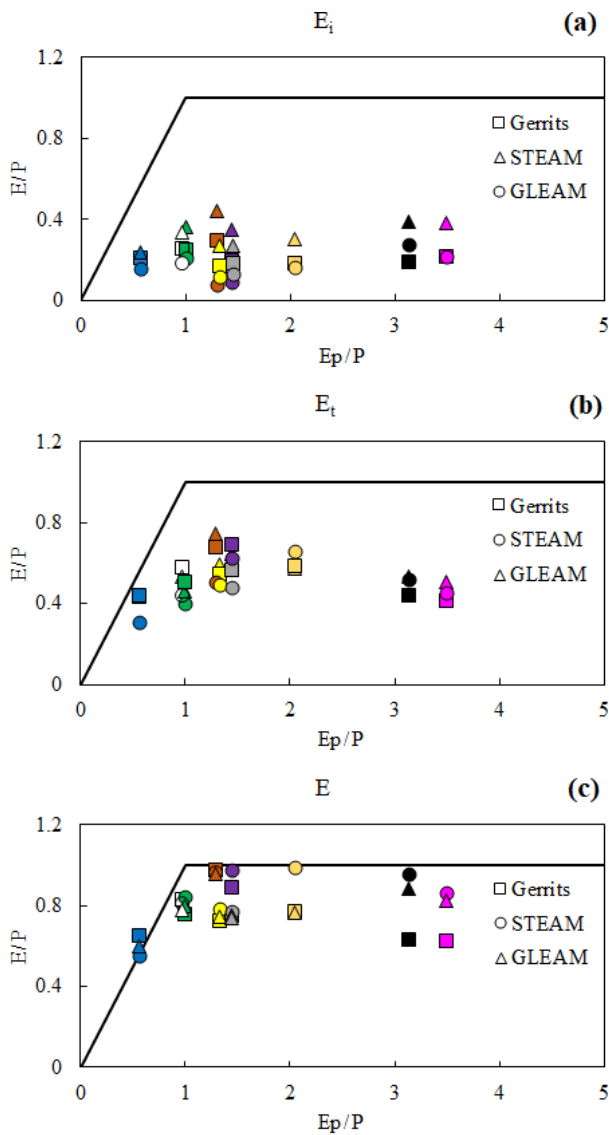 Ei
(a)
1.2
0.8
0.4
0
E/P
Gerrits
STEAM
GLEAM
0 1 2 3 4 5
Ep/P
Et
(b)
1.2
0.8
0.4
0
E/P
Gerrits
STEAM
GLEAM
0 1 2 3 4 5
Ep/P
E
(c)
1.2
0.8
0.4
0
E/P
Gerrits
STEAM
GLEAM
0 1 2 3 4 5
Ep/P